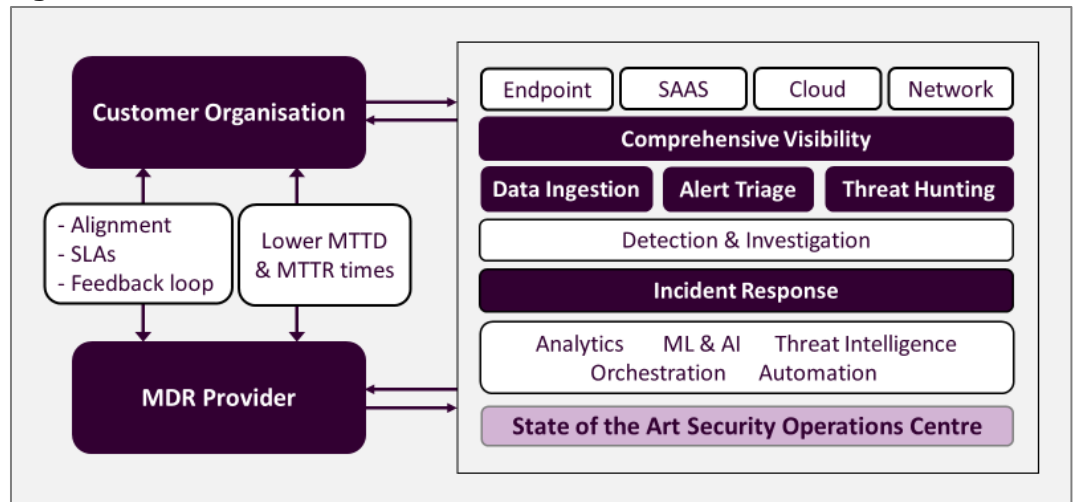 Customer Organisation
- Alignment
- SLAs
- Feedback loop
Lower MTTD
& MTTR times
MDR Provider
Endpoint
SAAS
Cloud
Network
Comprehensive Visibility
Data Ingestion
Alert Triage
Threat Hunting
Detection & Investigation
Incident Response
Analytics ML & AI Threat Intelligence
Orchestration Automation
State of the Art Security Operations Centre